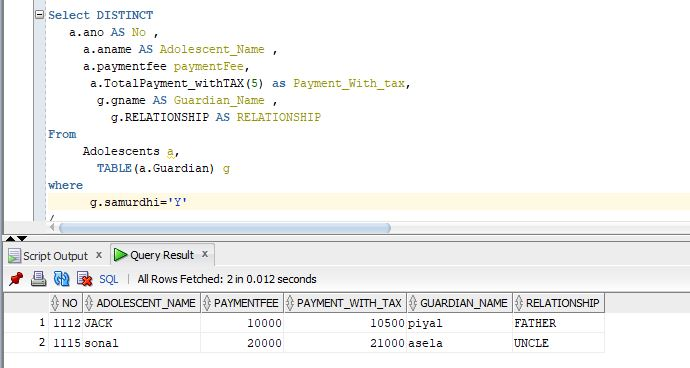 Select DISTINCT
a.ano AS No ,
a.aname AS Adolescent_Name ,
a.paymentfee paymentFee,
a.TotalPayment_withTAX(5) as Payment_With_tax,
g.gname AS Guardian_Name ,
g.RELATIONSHIP AS RELATIONSHIP
From
Adolescents a,
TABLE(a.Guardian) g
where
g.samurdhi='Y'
/
Script Output x Query Result x
SQL | All Rows Fetched: 2 in 0.012 seconds
NO ADOLESCENT_NAME PAYMENTFEE PAYMENT_WITH_TAX GUARDIAN_NAME RELATIONSHIP
1 1112 JACK 10000 10500 piyal FATHER
2 1115 sonal 20000 21000 asela UNCLE